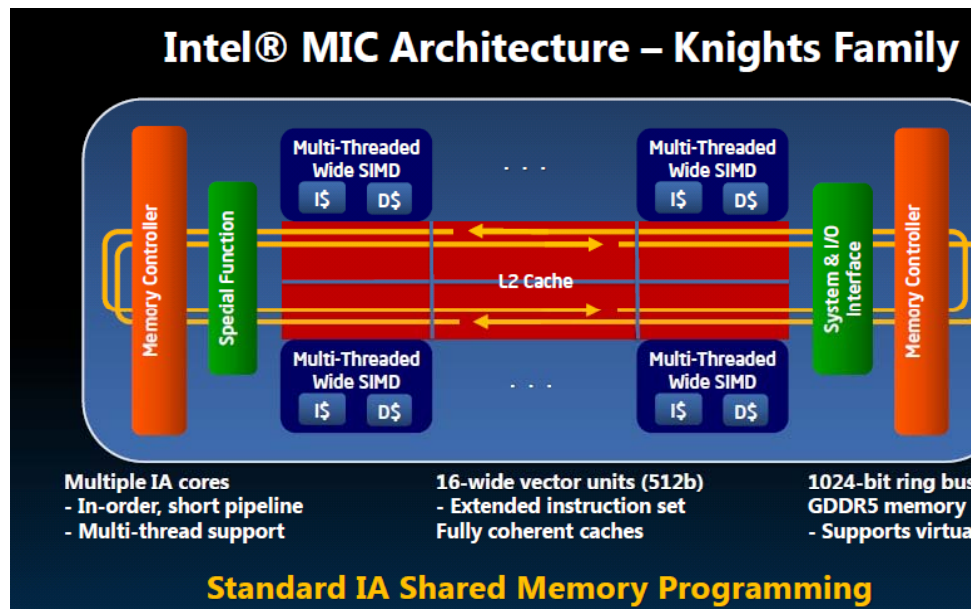 Intel® MIC Architecture – Knights Family
Multi-Threaded
Wide SIMD
I$ D$
. . .
Multi-Threaded
Wide SIMD
I$ D$
Memory Controller
Special Function
L2 Cache
System & I/O
Interface
Memory Controller
Multi-Threaded
Wide SIMD
I$ D$
. . .
Multi-Threaded
Wide SIMD
I$ D$
Multiple IA cores
- In-order, short pipeline
- Multi-thread support
16-wide vector units (512b)
- Extended instruction set
Fully coherent caches
1024-bit ring bus
GDDR5 memory
- Supports virtua
Standard IA Shared Memory Programming